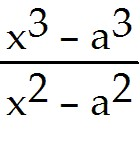 x³ – a³
x² – a²